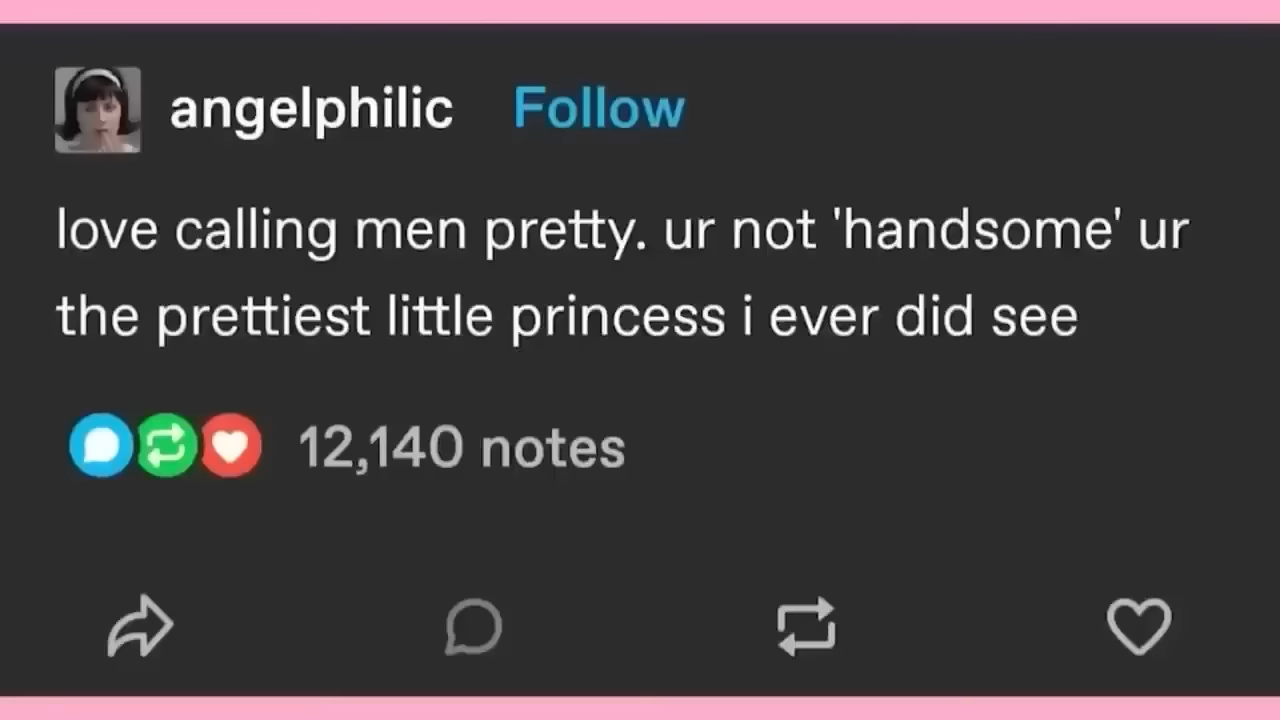 angelphilic Follow
love calling men pretty. ur not 'handsome' ur
the prettiest little princess i ever did see
12,140 notes